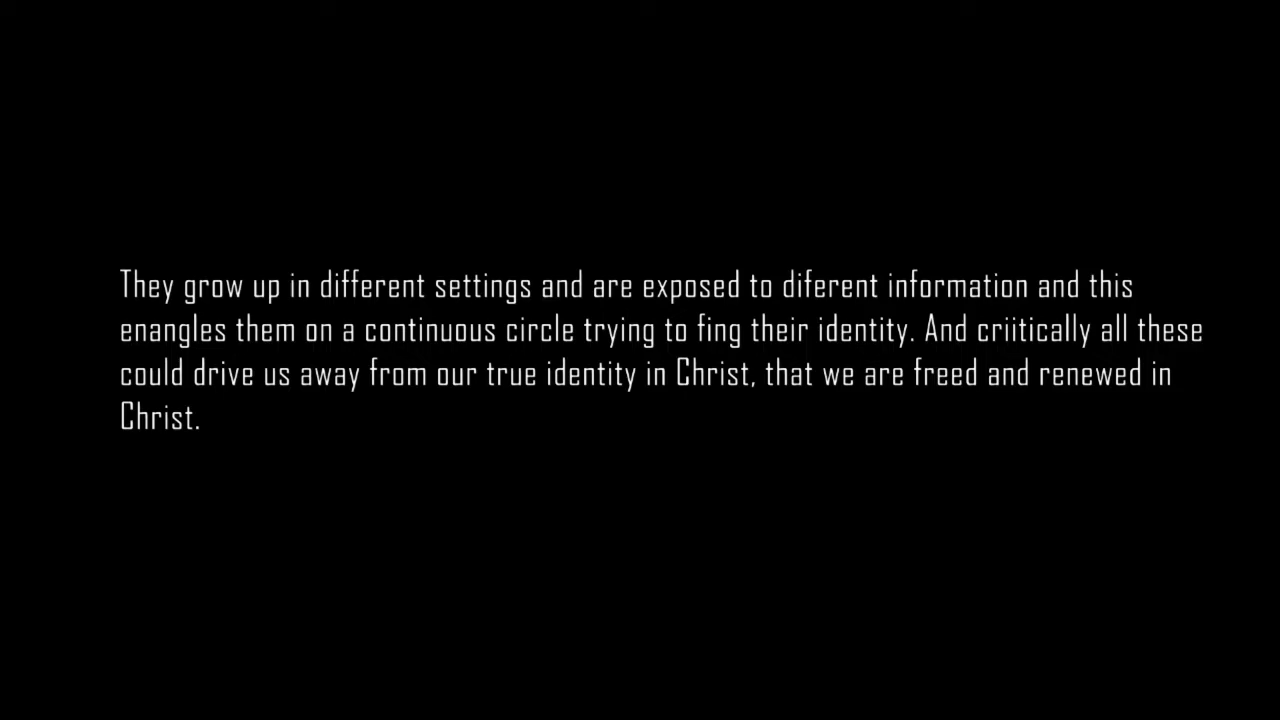 They grow up in different settings and are exposed to diferent information and this
enangles them on a continuous circle trying to fing their identity. And criitically all these
could drive us away from our true identity in Christ, that we are freed and renewed in
Christ.